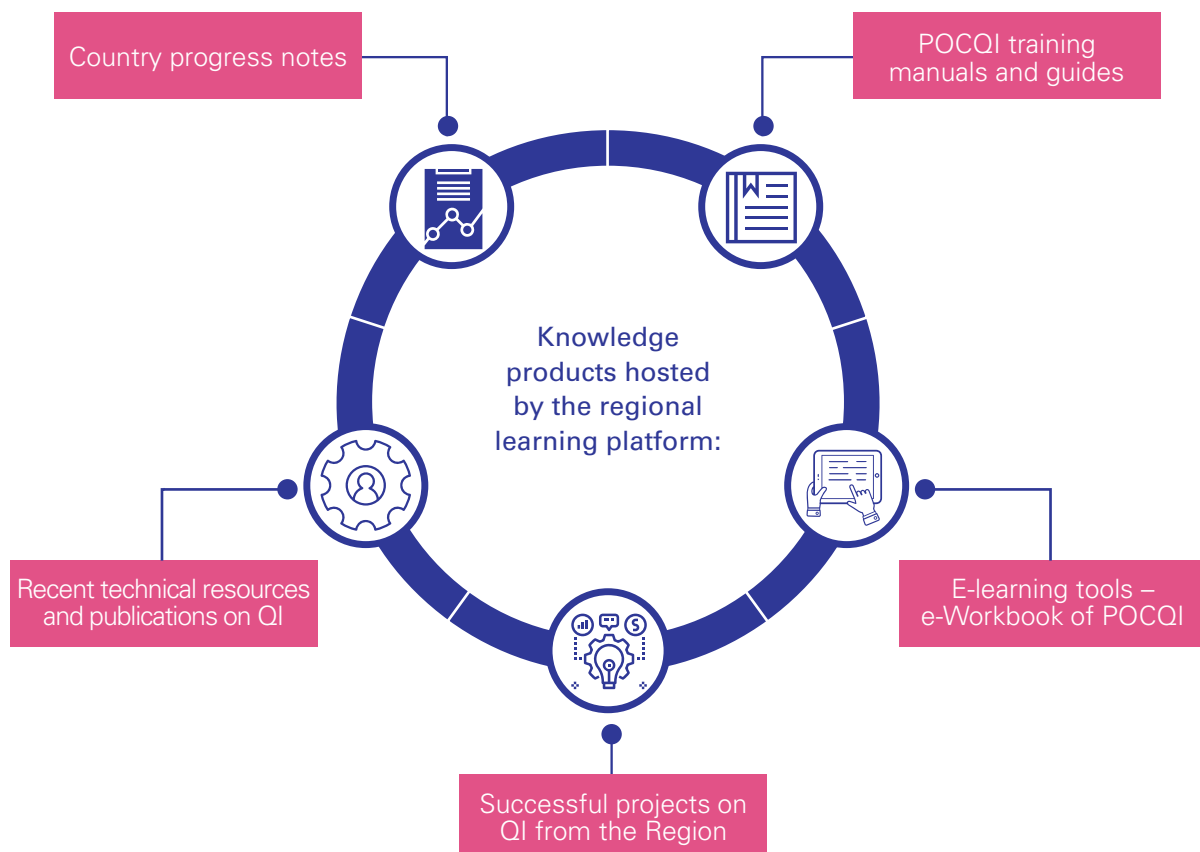 Country progress notes
POCQI training
manuals and guides
Knowledge
products hosted
by the regional
learning platform:
Recent technical resources
and publications on QI
E-learning tools –
e-Workbook of POCQI
Successful projects on
QI from the Region